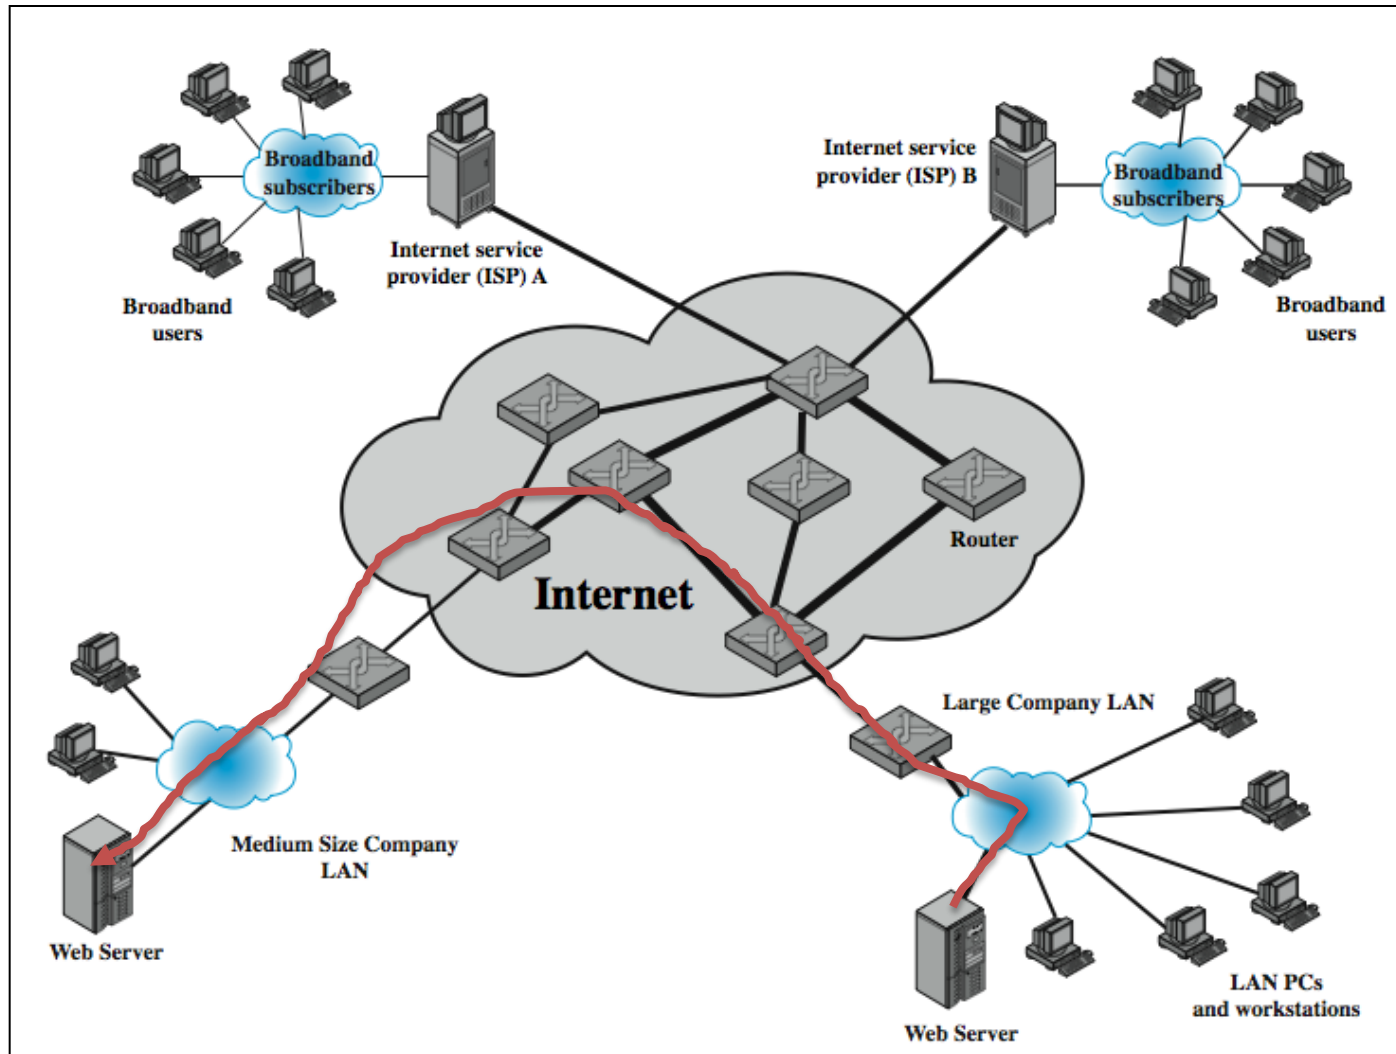 Broadband
subscribers
Internet service
provider (ISP) A
Broadband
users
Internet service
provider (ISP) B
Broadband
subscribers
Broadband
users
Router
Internet
Large Company LAN
Medium Size Company
LAN
Web Server
LAN PCs
and workstations
Web Server